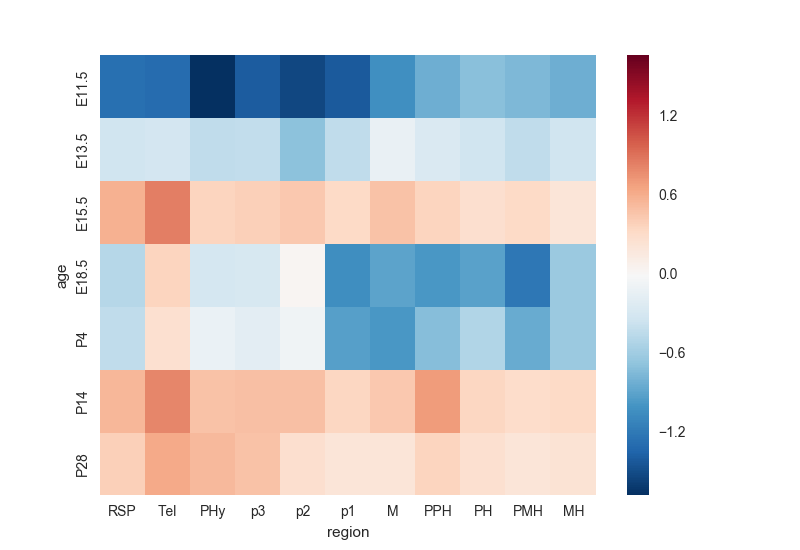 E11.5
E13.5
E15.5
E18.5
P4
P14
P28
age
RSP Tel PHy p3 p2 p1 M PPH PH PMH MH
region
1.2
0.6
0.0
−0.6
−1.2